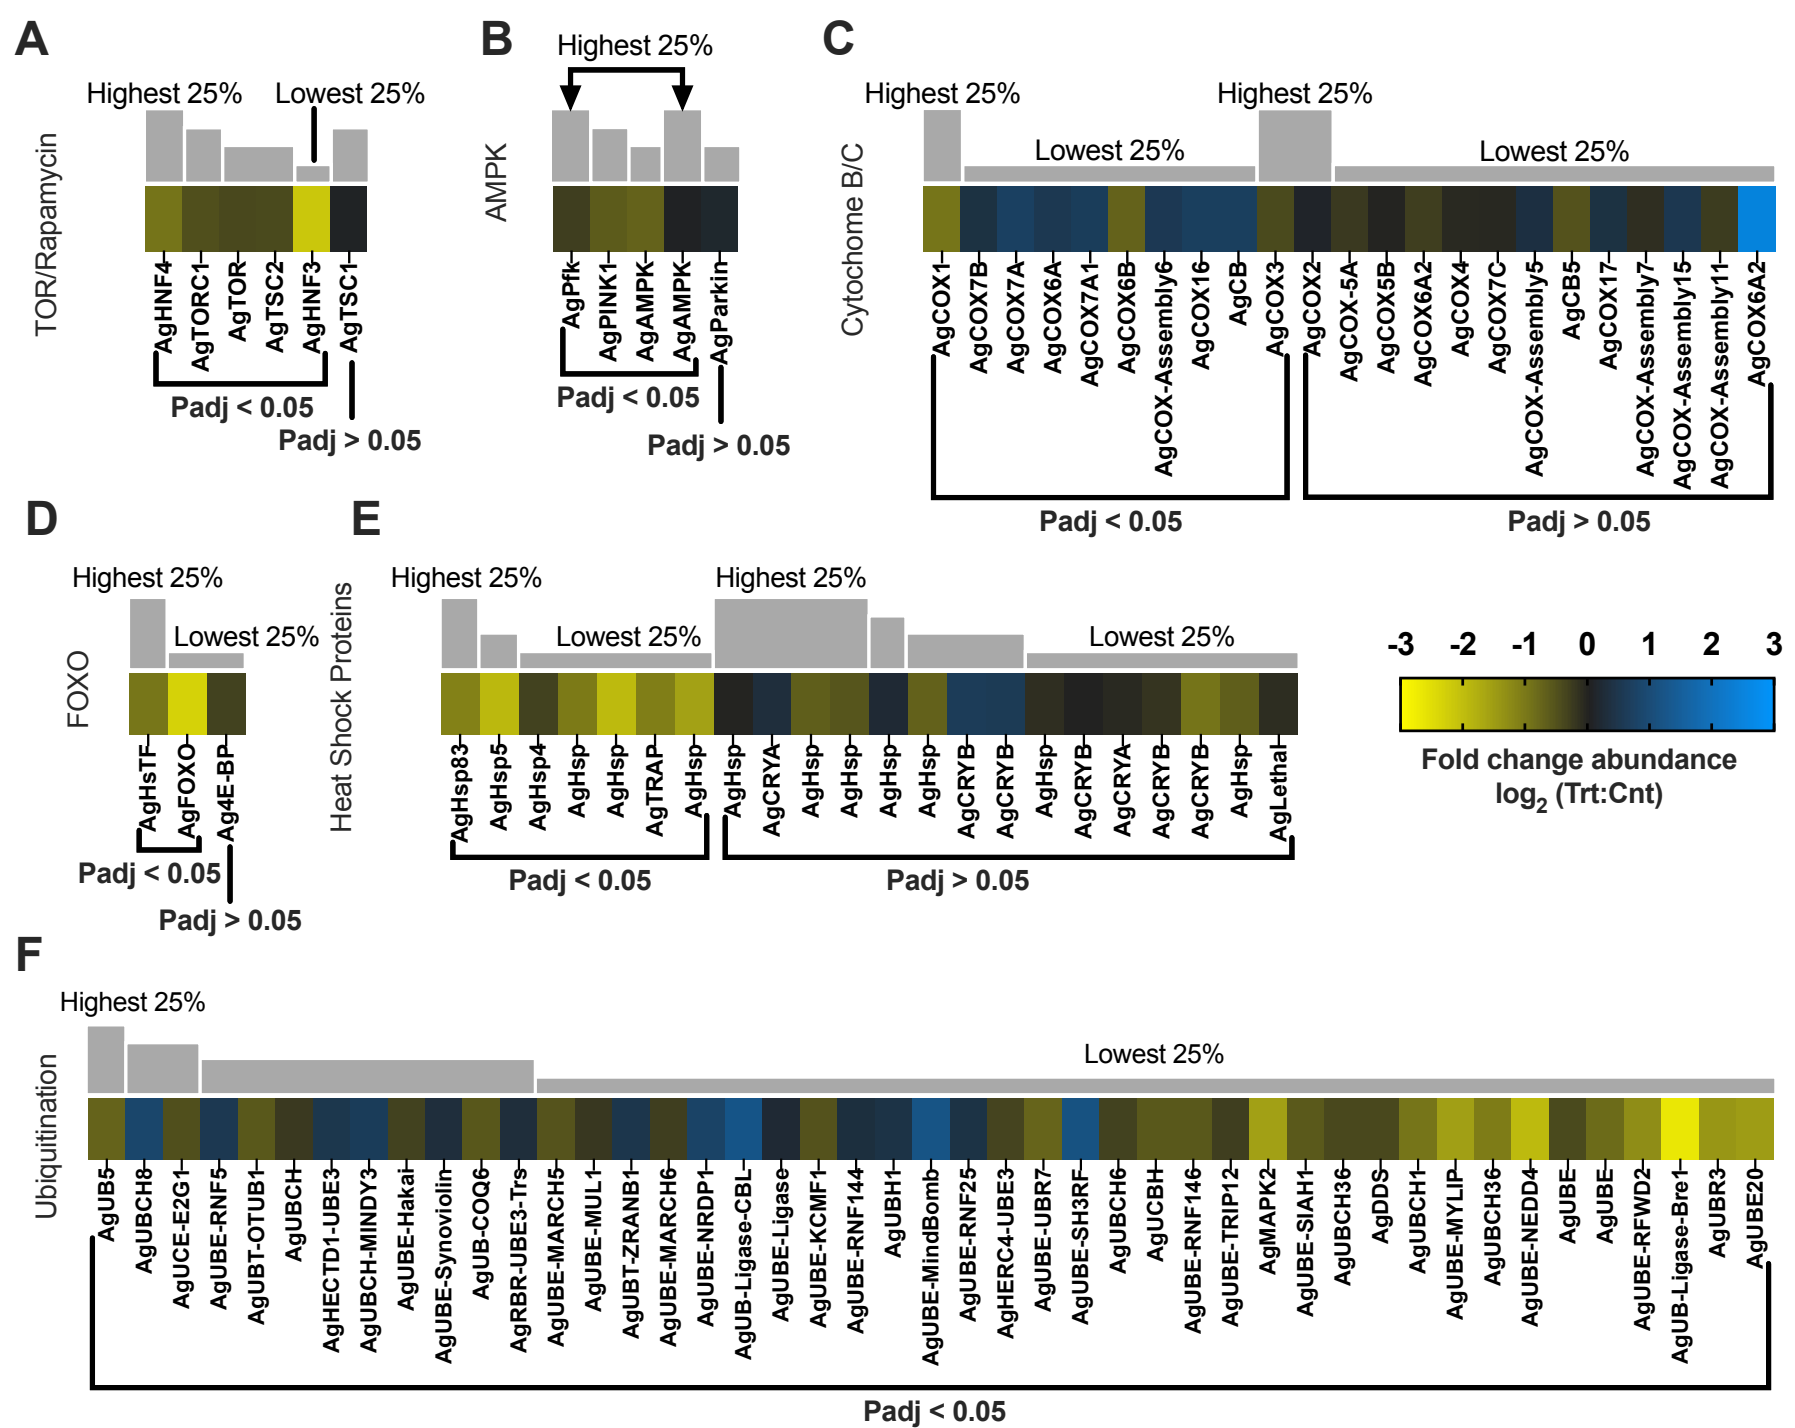 A
Highest 25%
Lowest 25%
TOR/Rapamycin
AgHNF4
AgTORC1
AgTOR
AgTSC2
AgHNF3
AgTSC1
Padj < 0.05
Padj > 0.05
B
Highest 25%
AMPK
AgPfk
AgPINK1
AgAMPK
AgAMPK
AgParkin
Padj < 0.05
Padj > 0.05
C
Highest 25%
Lowest 25%
Highest 25%
Lowest 25%
Cytochome B/C
AgCOX1
AgCOX7B
AgCOX7A
AgCOX6A
AgCOX7A1
AgCOX6B
AgCOX-Assembly6
AgCOX16
AgCB
AgCOX3
AgCOX2
AgCOX-5A
AgCOX5B
AgCOX6A2
AgCOX4
AgCOX7C
AgCOX-Assembly5
AgCB5
AgCOX17
AgCOX-Assembly7
AgCOX-Assembly15
AgCOX-Assembly11
AgCOX6A2
Padj < 0.05
Padj > 0.05
D
Highest 25%
Lowest 25%
FOXO
AgHsTF
AgFOXO
Ag4E-BP
Padj < 0.05
Padj > 0.05
E
Highest 25%
Lowest 25%
Highest 25%
Lowest 25%
Heat Shock Proteins
AgHsp83
AgHsp5
AgHsp4
AgHsp
AgHsp
AgTRAP
AgHsp
AgHsp
AgCRYA
AgHsp
AgHsp
AgHsp
AgHsp
AgCRYB
AgCRYB
AgHsp
AgCRYB
AgCRYA
AgCRYB
AgCRYB
AgHsp
AgLethal
Padj < 0.05
Padj > 0.05
-3 -2 -1 0 1 2 3
Fold change abundance
log2 (Trt:Cnt)
F
Highest 25%
Lowest 25%
Ubiquitination
AgUB5
AgUBCH8
AgUCE-E2G1
AgUBE-RNF5
AgUBT-OTUB1
AgUBCH
AgHECTD1-UBE3
AgUBCH-MINDY3
AgUBE-Hakai
AgUBE-Synoviolin
AgUB-COQ6
AgRBR-UBE3-Trs
AgUBE-MARCH5
AgUBE-MUL1
AgUBT-ZRANB1
AgUBE-MARCH6
AgUBE-NRDP1
AgUB-Ligase-CBL
AgUBE-Ligase
AgUBE-KCMF1
AgUBE-RNF144
AgUBH1
AgUBE-MindBomb
AgUBE-RNF25
AgHERC4-UBE3
AgUBE-UBR7
AgUBE-SH3RF
AgUBCH6
AgUCBH
AgUBE-RNF146
AgUBE-TRIP12
AgMAPK2
AgUBE-SIAH1
AgUBCH36
AgDDS
AgUBCH1
AgUBE-MYLIP
AgUBCH36
AgUBE-NEDD4
AgUBE
AgUBE
AgUBE-RFWD2
AgUB-Ligase-Bre1
AgUBR3
AgUBE20
Padj < 0.05